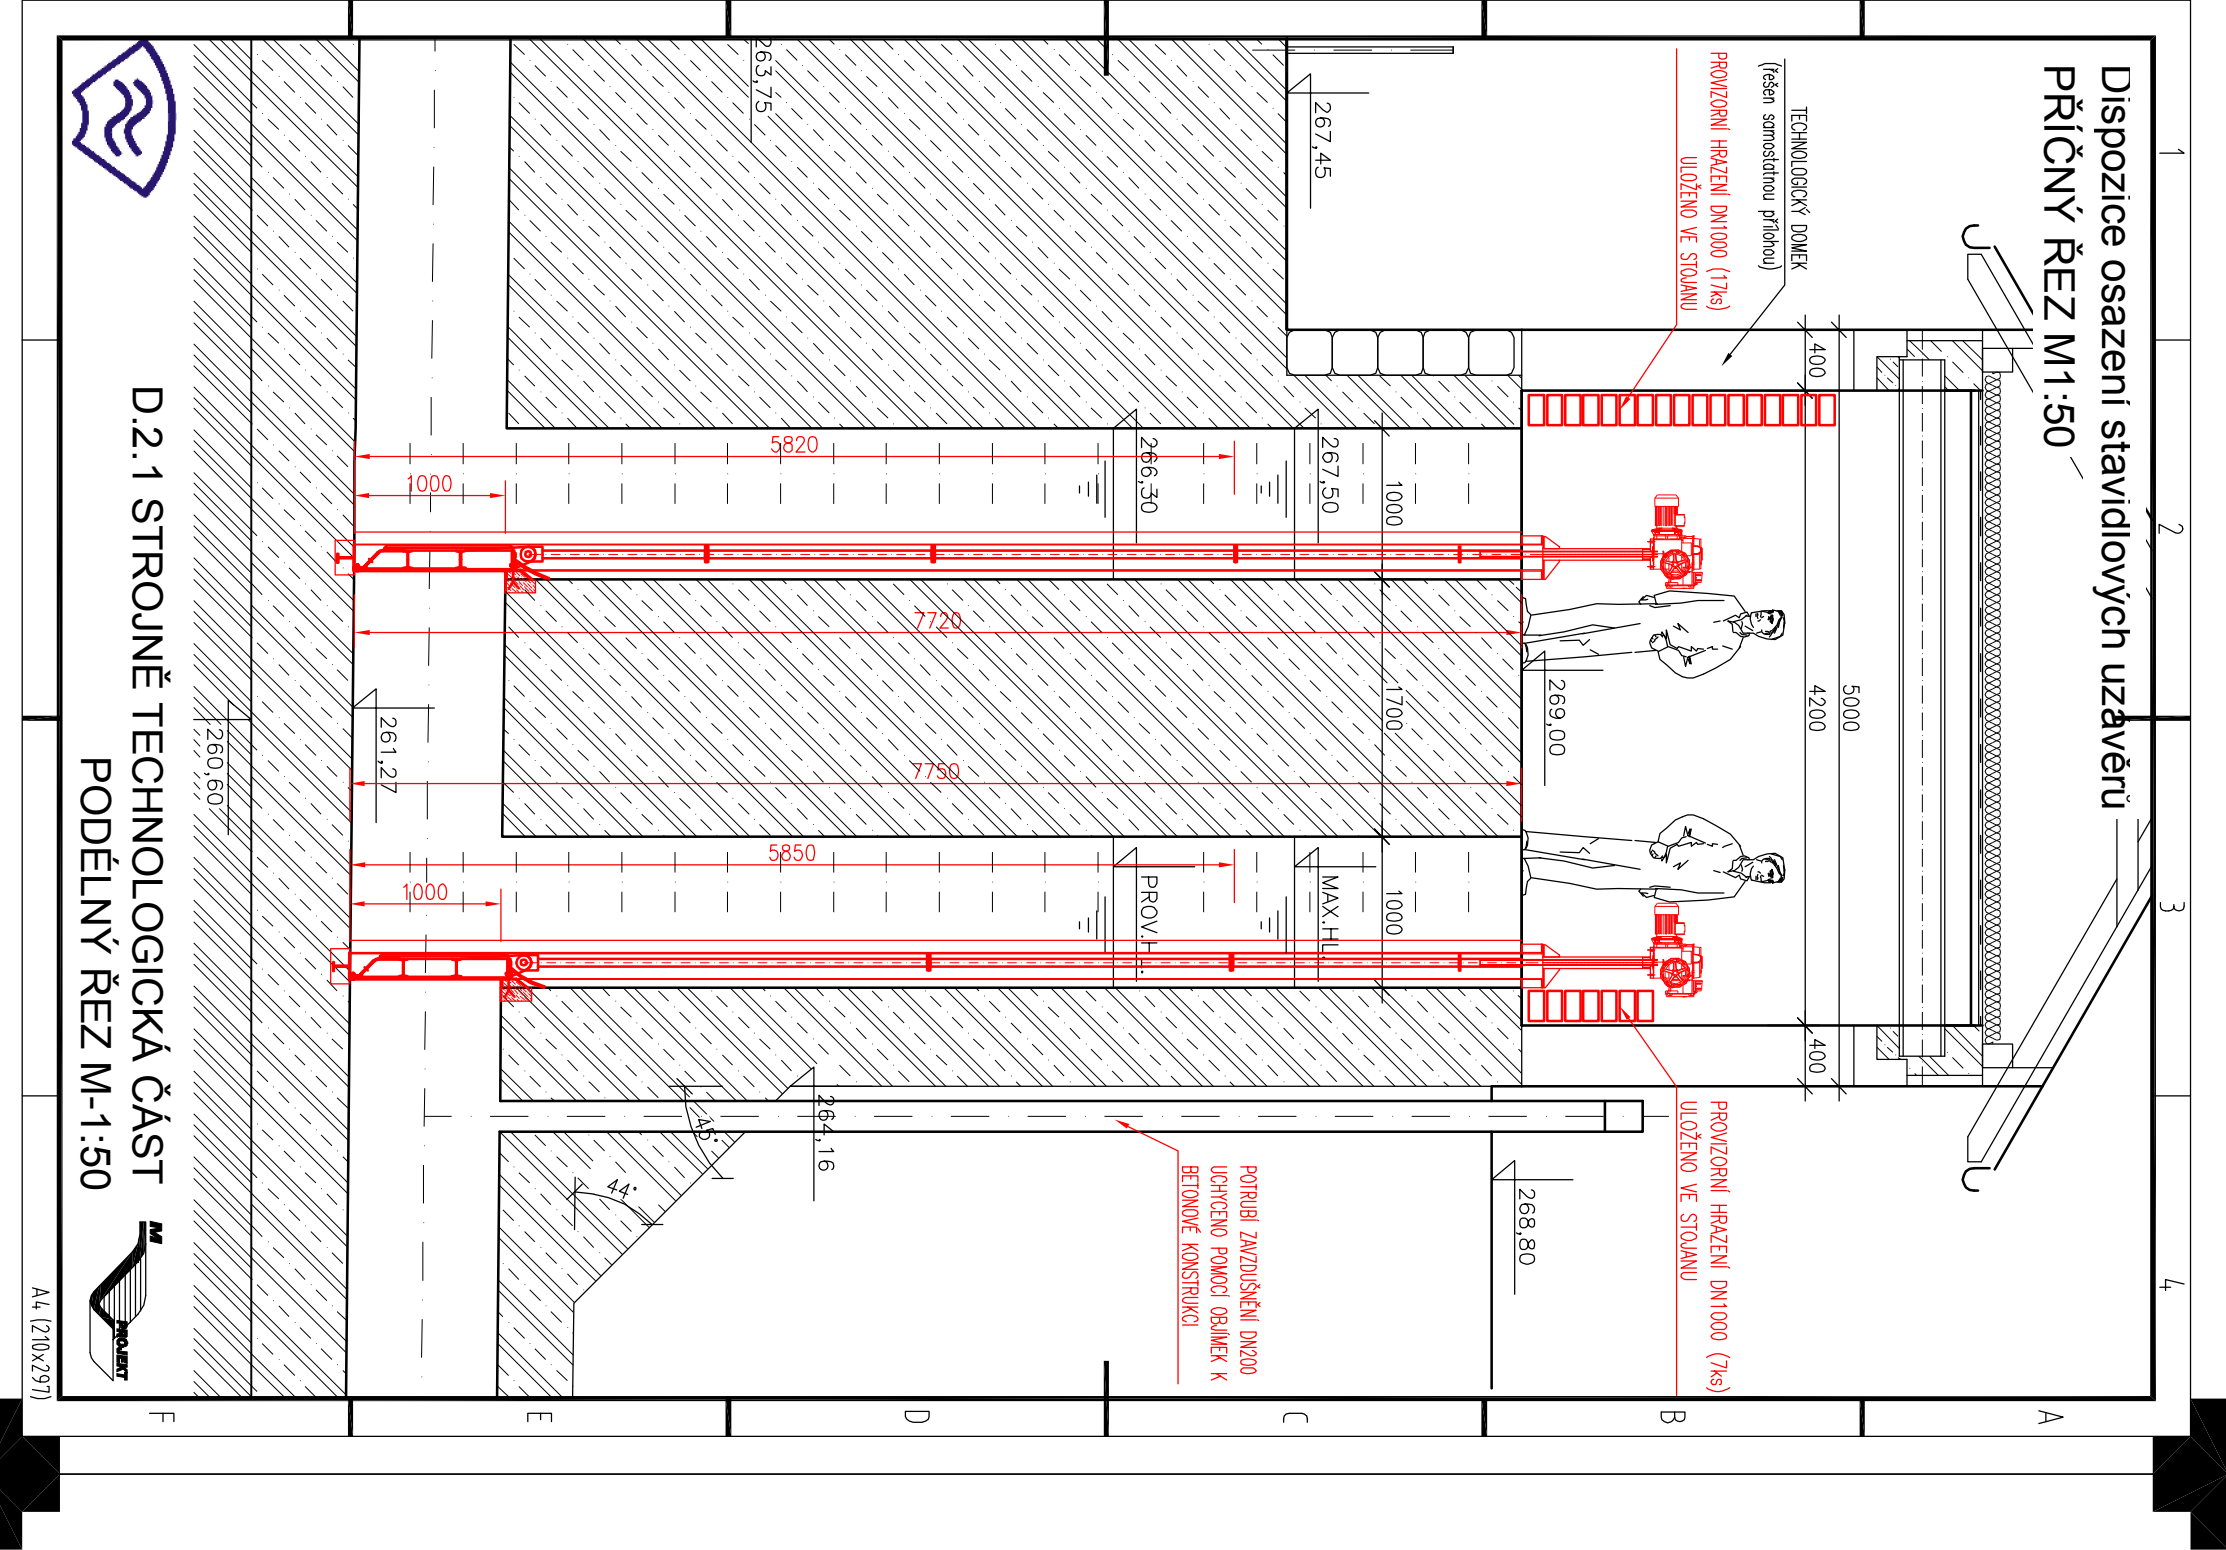 Dispozice osazení stavidlových uzávěrů
PŘÍČNÝ ŘEZ M1:50
1
2
3
4
A
B
C
D
E
F
TECHNOLOGICKÝ DOMEK
(řešen samostatnou přílohou)
PROVIZORNÍ HRAZENÍ DN1000 (17ks)
ULOŽENO VE STOJANU
5000
400
4200
400
PROVIZORNÍ HRAZENÍ DN1000 (7ks)
ULOŽENO VE STOJANU
269,00
268,80
267,45
267,50
MAX.HL.
1000
1700
1000
266,30
POTRUBÍ ZAVZDUŠNĚNÍ DN200
UCHYCENO POMOCÍ OBJÍMEK K
BETONOVÉ KONSTRUKCI
7720
7750
5820
5850
264,16
263,75
45°
44°
1000
1000
261,27
260,60
D.2.1 STROJNĚ TECHNOLOGICKÁ ČÁST
PODÉLNÝ ŘEZ M-1:50
M
PROJEKT
A4 (210x297)